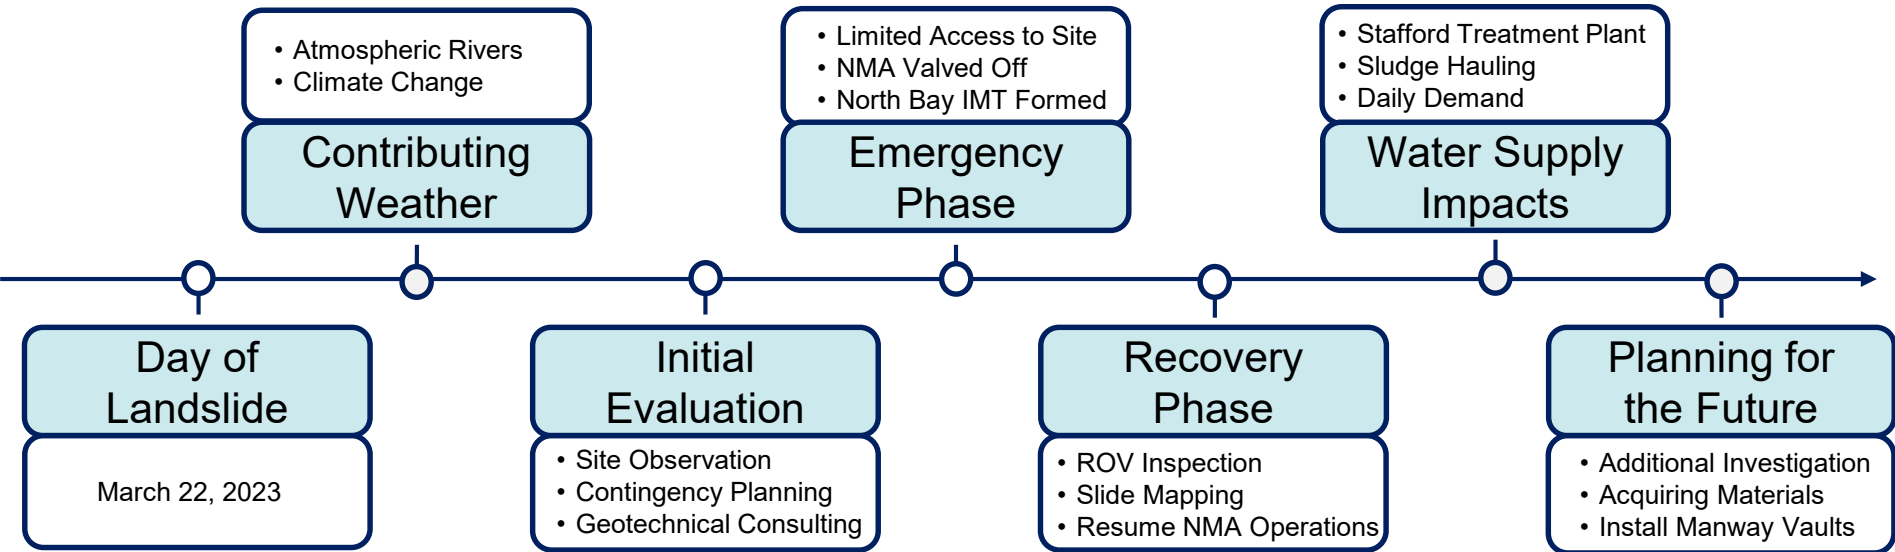 • Atmospheric Rivers
• Climate Change
Contributing
Weather
• Limited Access to Site
• NMA Valved Off
• North Bay IMT Formed
Emergency
Phase
• Stafford Treatment Plant
• Sludge Hauling
• Daily Demand
Water Supply
Impacts
Day of
Landslide
March 22, 2023
Initial
Evaluation
• Site Observation
• Contingency Planning
• Geotechnical Consulting
Recovery
Phase
• ROV Inspection
• Slide Mapping
• Resume NMA Operations
Planning for
the Future
• Additional Investigation
• Acquiring Materials
• Install Manway Vaults